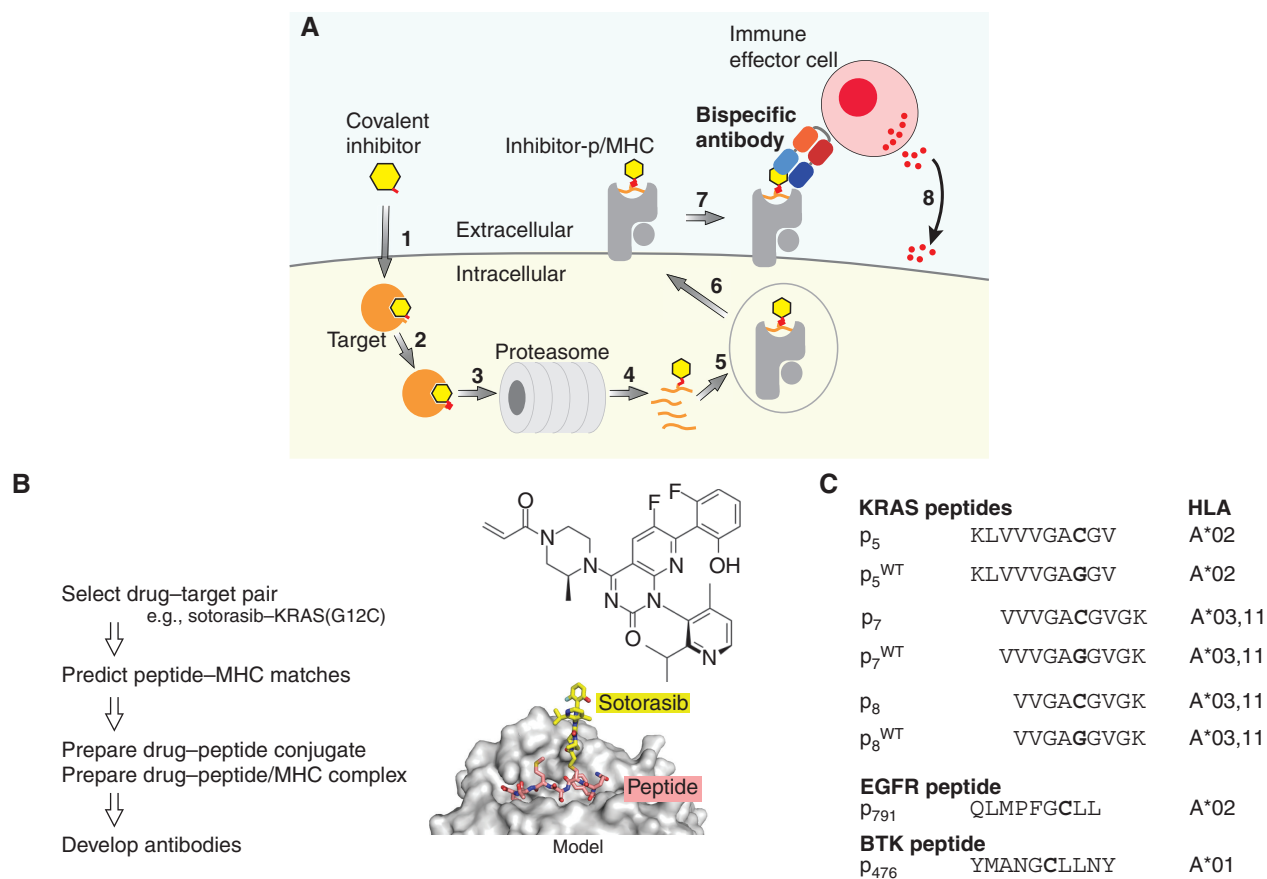 A
Immune
effector cell
Covalent
inhibitor
Bispecific
antibody
Inhibitor-p/MHC
7
8
1
Extracellular
Intracellular
6
Target
2
Proteasome
3
4
5
B
Select drug–target pair
e.g., sotorasib–KRAS(G12C)
Predict peptide–MHC matches
Prepare drug–peptide conjugate
Prepare drug–peptide/MHC complex
Develop antibodies
O
F
F
N
N
N
OH
N
N
O
N
Sotorasib
Peptide
Model
C
KRAS peptides HLA
p5 KLVVVGACGV A*02
p5WT KLVVVGAGGV A*02
p7 VVVGACGVGK A*03,11
p7WT VVVGAGGVGK A*03,11
p8 VVGACGVGK A*03,11
p8WT VVGAGGVGK A*03,11
EGFR peptide
p791 QLMPFGCLL A*02
BTK peptide
p476 YMANGCLLNY A*01